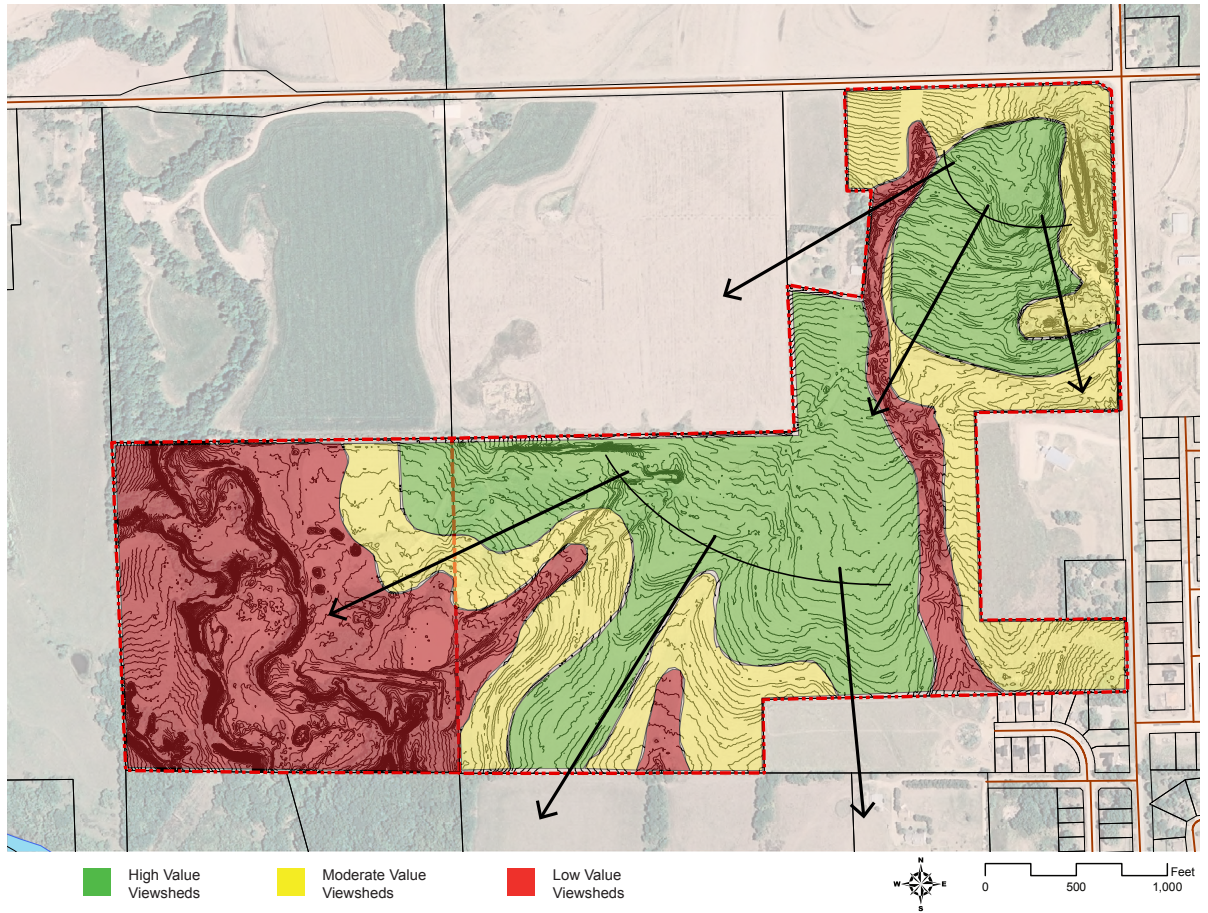 High Value
Viewsheds
Moderate Value
Viewsheds
Low Value
Viewsheds
N
W E
S
Feet
0 500 1,000